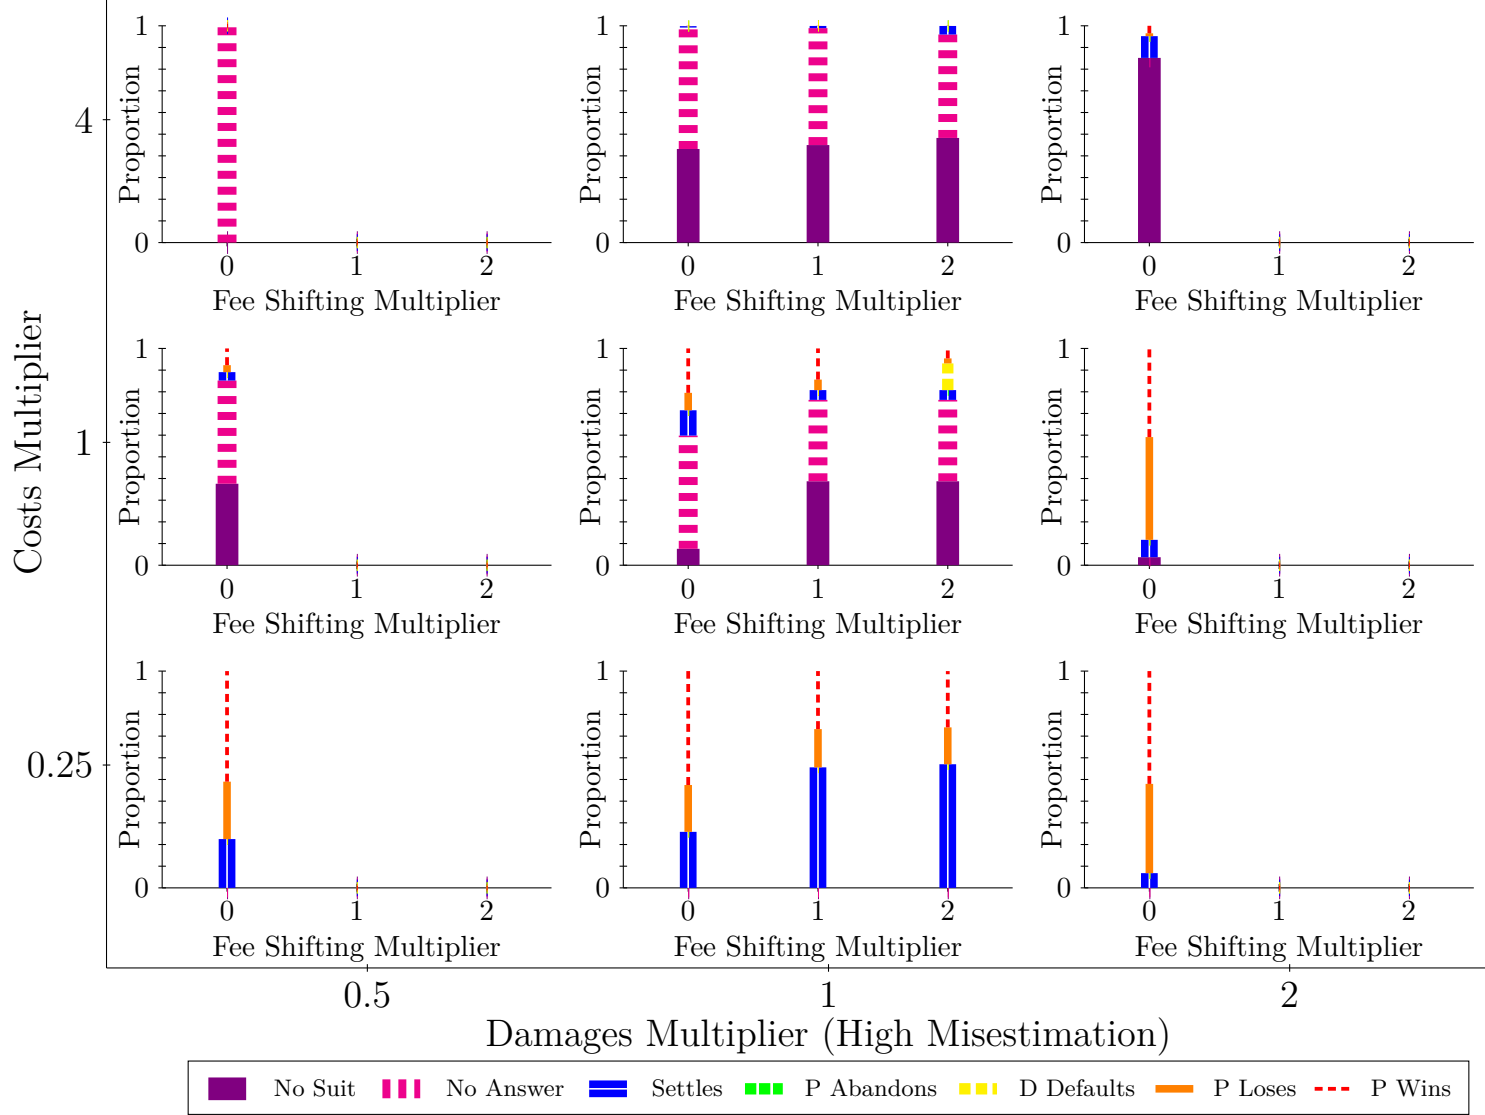 Costs Multiplier
4
1
0.25
Proportion
1
0
0 1 2
Fee Shifting Multiplier
Proportion
1
0
0 1 2
Fee Shifting Multiplier
Proportion
1
0
0 1 2
Fee Shifting Multiplier
Proportion
1
0
0 1 2
Fee Shifting Multiplier
Proportion
1
0
0 1 2
Fee Shifting Multiplier
Proportion
1
0
0 1 2
Fee Shifting Multiplier
Proportion
1
0
0 1 2
Fee Shifting Multiplier
Proportion
1
0
0 1 2
Fee Shifting Multiplier
Proportion
1
0
0 1 2
Fee Shifting Multiplier
0.5 1 2
Damages Multiplier (High Misestimation)
No Suit No Answer Settles P Abandons D Defaults P Loses P Wins